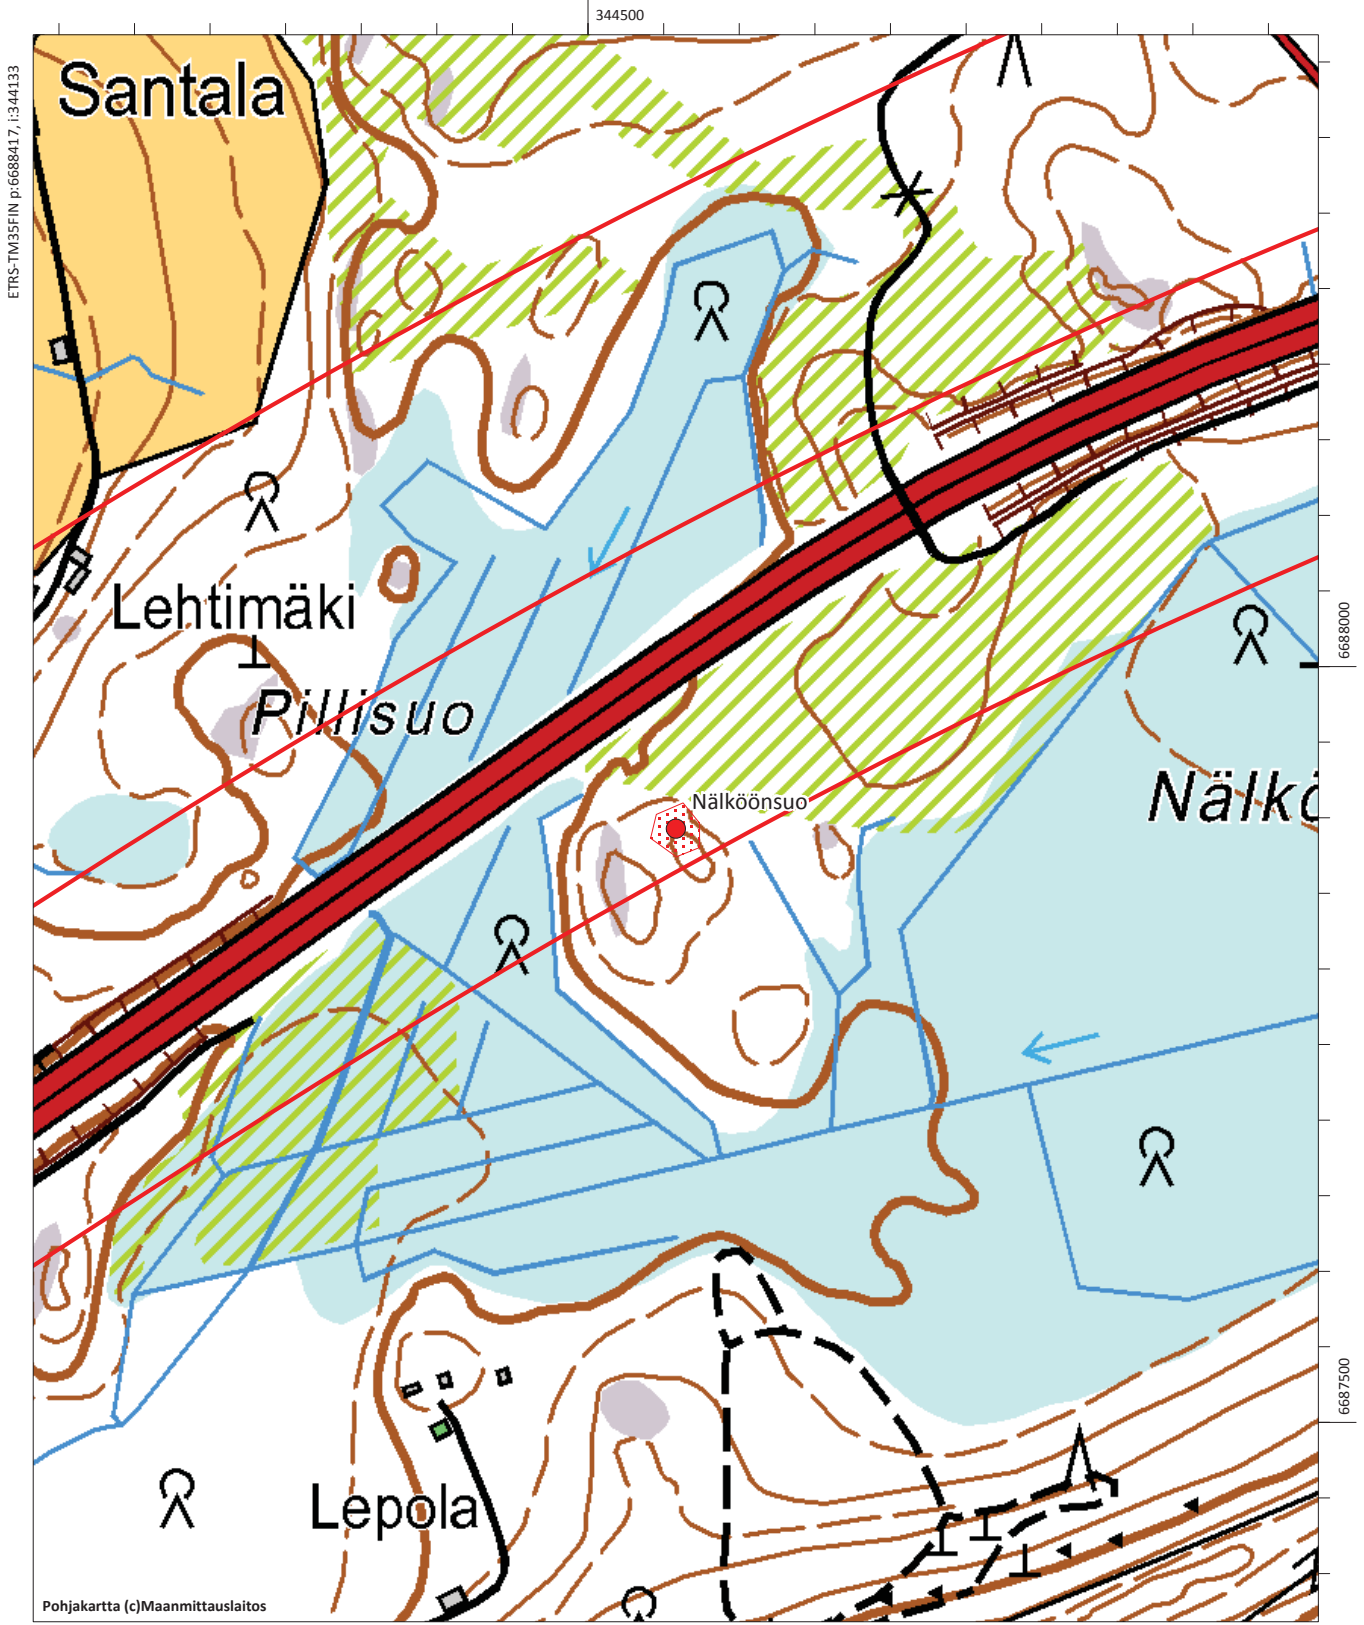 344500
ETRS-TM35FIN p:6688417, i:344133
Santala
Lehtimäki
6688000
Pillisuo
Nälkö
Nälköönsuo
6687500
Lepola
Pohjakartta (c)Maanmittauslaitos